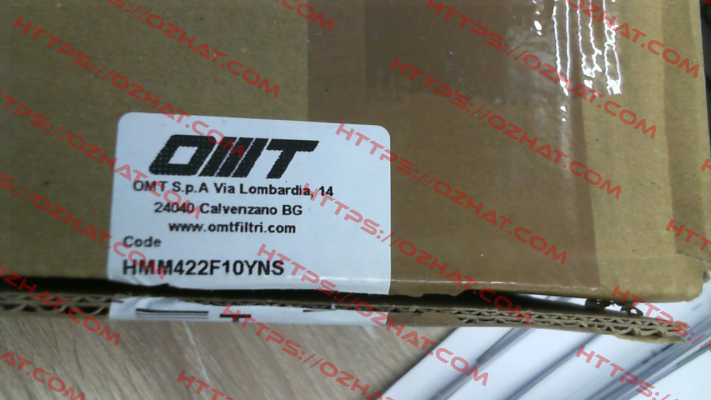 OMT
OMT S.p.A Via Lombardia, 14
24040 Calvenzano BG
www.omtfiltri.com
Code
HMM422F10YNS
HTTPS://OZHAT.COM